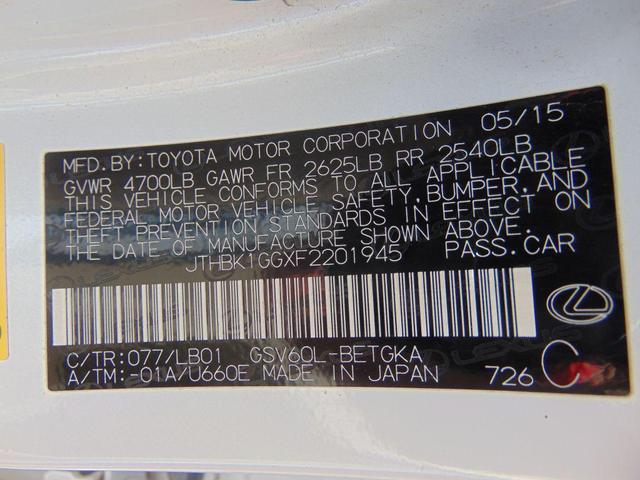 MFD.BY:TOYOTA MOTOR CORPORATION 05/15
GVWR 4700LB GAWR FR 2625LB RR 2540LB
THIS VEHICLE CONFORMS TO ALL APPLICABLE
FEDERAL MOTOR VEHICLE SAFETY,BUMPER,AND
THEFT PREVENTION STANDARDS IN EFFECT ON
THE DATE OF MANUFACTURE SHOWN ABOVE.
JTHBK1GGXF2201945 PASS.CAR
C/TR:077/LB01 GSV60L-BETGKA
A/TM:-01A/U660E MADE IN JAPAN 726 C